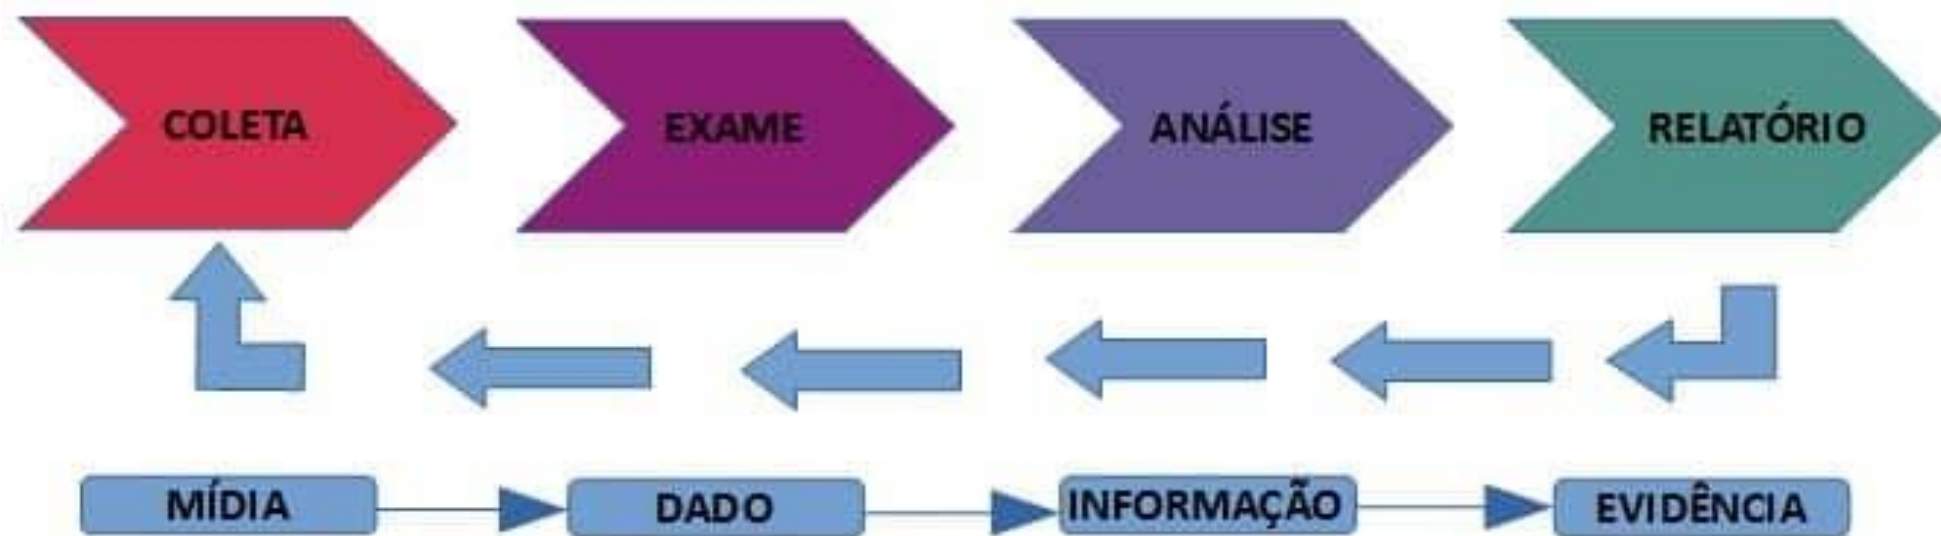 COLETA
EXAME
ANÁLISE
RELATÓRIO
MÍDIA
DADO
INFORMAÇÃO
EVIDÊNCIA